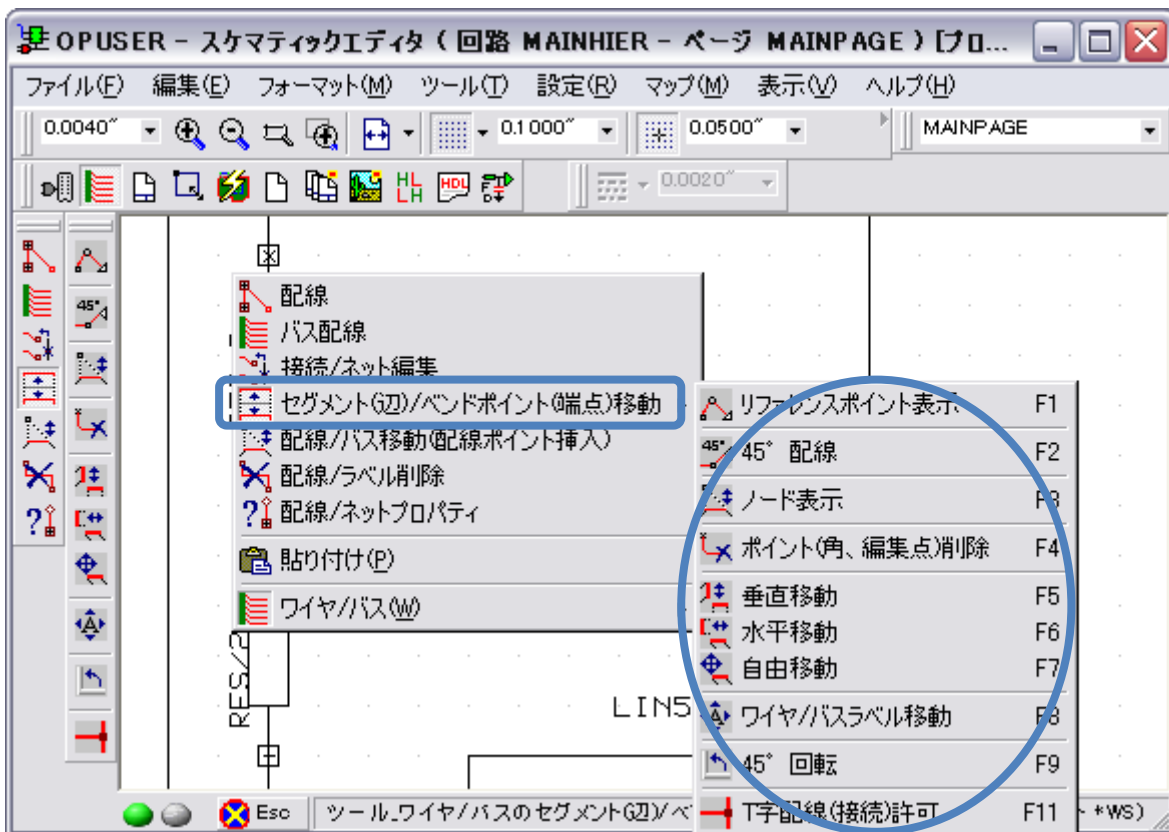 OPUSER - スケマティックエディタ ( 回路 MAINHIER - ページ MAINPAGE ) [プロ...
ファイル(F) 編集(E) フォーマット(M) ツール(T) 設定(R) マップ(M) 表示(V) ヘルプ(H)
0.0040" 0.1000" 0.0500" MAINPAGE
HL LH HDL 0.0020"
45°
配線
バス配線
接続/ネット編集
セグメント(辺)/ベンドポイント(端点)移動
配線/バス移動(配線ポイント挿入)
配線/ラベル削除
配線/ネットプロパティ
貼り付け(P)
ワイヤ/バス(W)
リファレンスポイント表示 F1
45° 45° 配線 F2
ノード表示 F3
ポイント(角、編集点)削除 F4
垂直移動 F5
水平移動 F6
自由移動 F7
ワイヤ/バスラベル移動 F8
45° 回転 F9
T字配線(接続)許可 F11
RES/2
LIN5
Esc ツール_ワイヤ/バスのセグメント(辺)/ベ *WS)